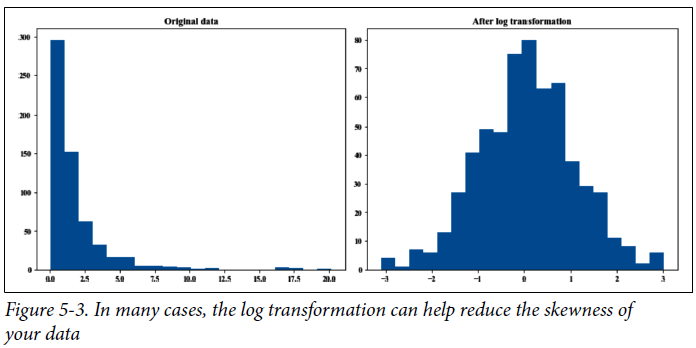 Original data
300
250
200
150
100
50
0
0.0 2.5 5.0 7.5 10.0 12.5 15.0 17.5 20.0
After log transformation
80
70
60
50
40
30
20
10
0
−3 −2 −1 0 1 2 3
Figure 5-3. In many cases, the log transformation can help reduce the skewness of
your data